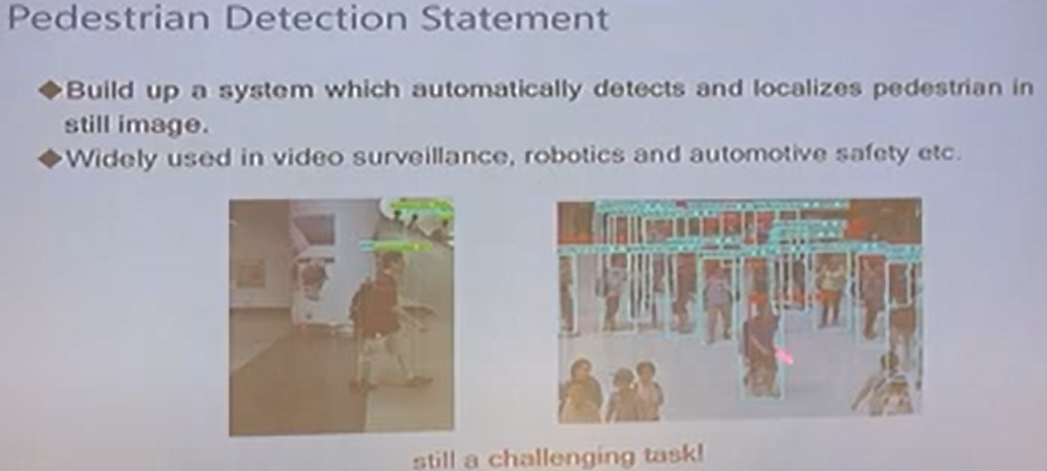 Pedestrian Detection Statement
◆Build up a system which automatically detects and localizes pedestrian in
still image.
◆Widely used in video surveillance, robotics and automotive safety etc.
still a challenging task!